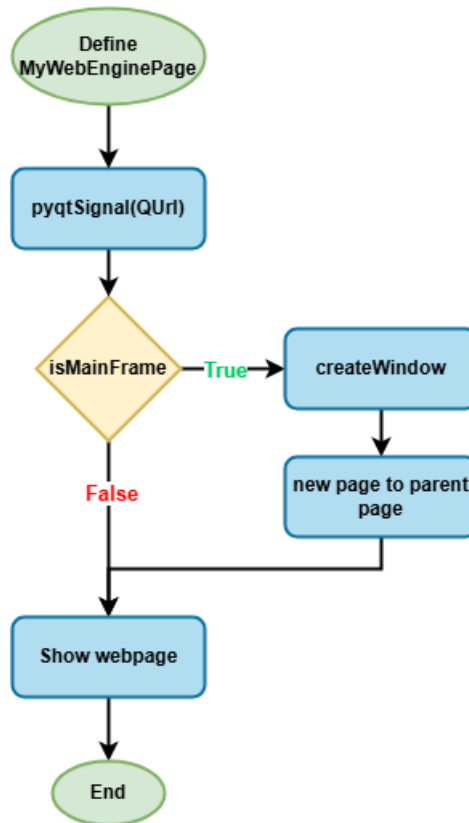 Define
MyWebEnginePage
pyqtSignal(QUrl)
isMainFrame
True
createWindow
False
new page to parent
page
Show webpage
End